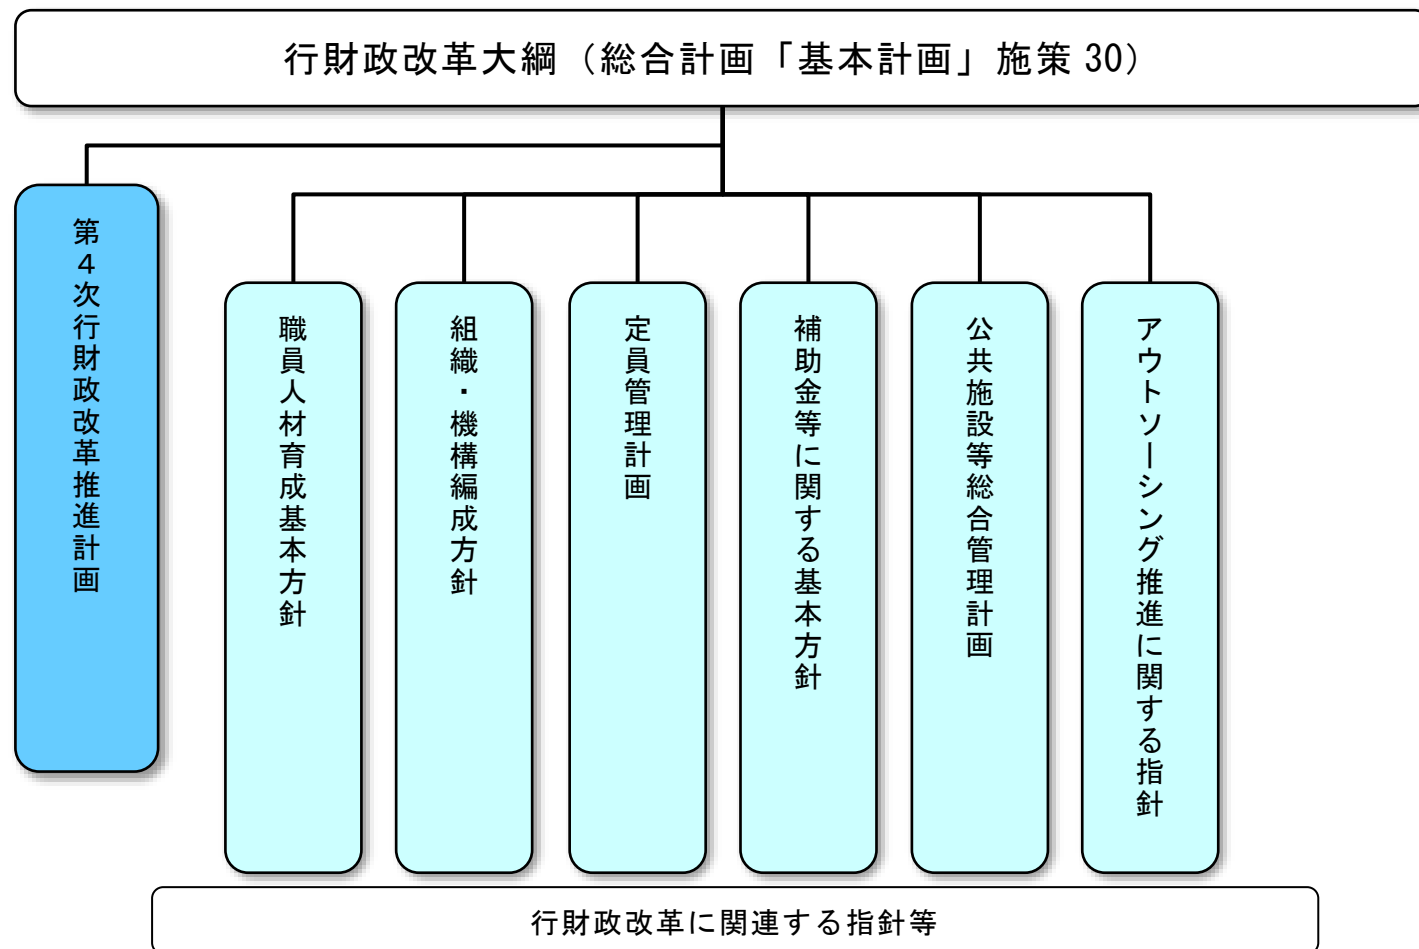 行財政改革大綱（総合計画「基本計画」施策 30）
第４次行財政改革推進計画
職員人材育成基本方針
組織・機構編成方針
定員管理計画
補助金等に関する基本方針
公共施設等総合管理計画
アウトソーシング推進に関する指針
行財政改革に関連する指針等